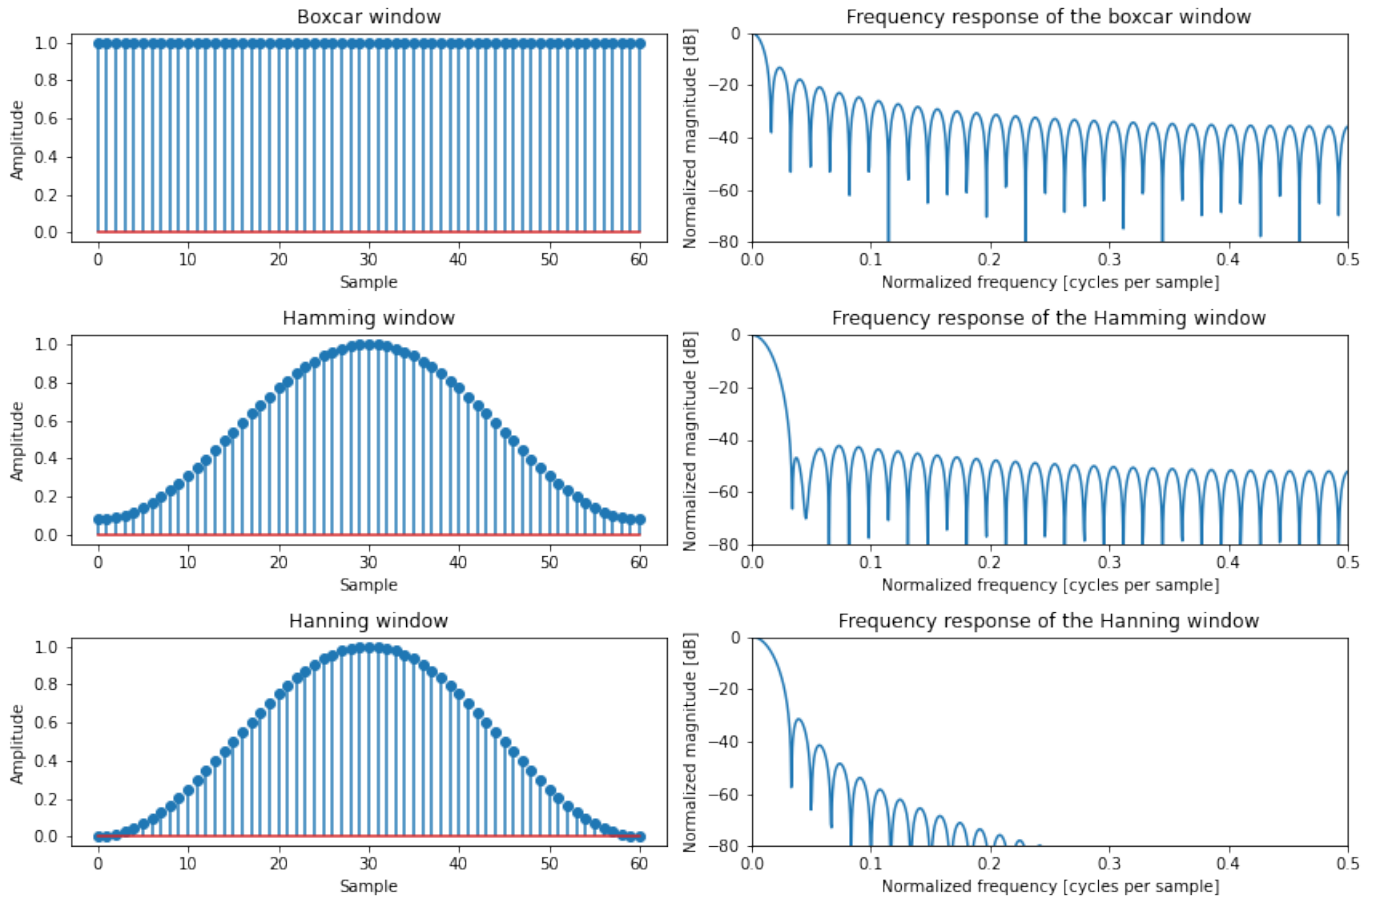 Boxcar window
1.0
0.8
0.6
0.4
0.2
0.0
Amplitude
0 10 20 30 40 50 60
Sample
Frequency response of the boxcar window
0
−20
−40
−60
−80
Normalized magnitude [dB]
0.0 0.1 0.2 0.3 0.4 0.5
Normalized frequency [cycles per sample]
Hamming window
1.0
0.8
0.6
0.4
0.2
0.0
Amplitude
0 10 20 30 40 50 60
Sample
Frequency response of the Hamming window
0
−20
−40
−60
−80
Normalized magnitude [dB]
0.0 0.1 0.2 0.3 0.4 0.5
Normalized frequency [cycles per sample]
Hanning window
1.0
0.8
0.6
0.4
0.2
0.0
Amplitude
0 10 20 30 40 50 60
Sample
Frequency response of the Hanning window
0
−20
−40
−60
−80
Normalized magnitude [dB]
0.0 0.1 0.2 0.3 0.4 0.5
Normalized frequency [cycles per sample]